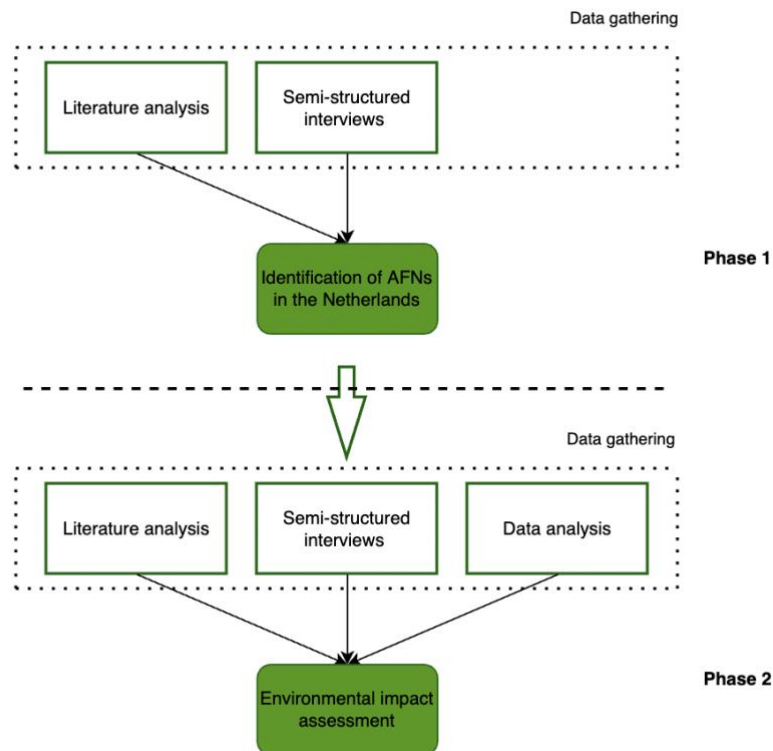 Data gathering
Literature analysis
Semi-structured
interviews
Identification of AFNs
in the Netherlands
Phase 1
Data gathering
Literature analysis
Semi-structured
interviews
Data analysis
Environmental impact
assessment
Phase 2